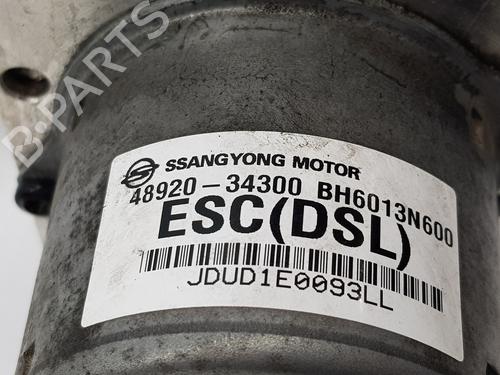 B-PARTS
SSANGYONG MOTOR
48920-34300 BH6013N600
ESC(DSL)
JDUD1E0093LL